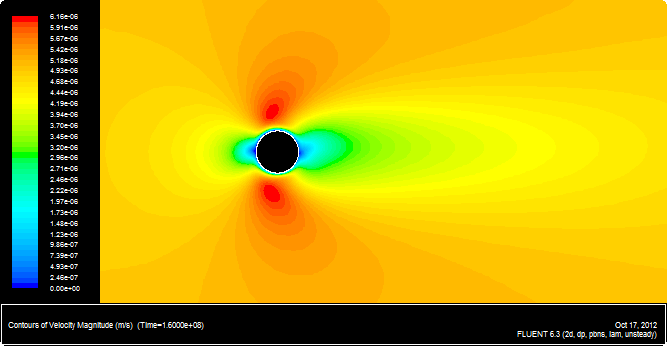 6.16e-06
5.91e-06
5.67e-06
5.42e-06
5.18e-06
4.93e-06
4.68e-06
4.44e-06
4.19e-06
3.94e-06
3.70e-06
3.45e-06
3.20e-06
2.96e-06
2.71e-06
2.46e-06
2.22e-06
1.97e-06
1.73e-06
1.48e-06
1.23e-06
9.86e-07
7.39e-07
4.93e-07
2.46e-07
0.00e+00
Contours of Velocity Magnitude (m/s)  (Time=1.6000e+08)
Oct 17, 2012
FLUENT 6.3 (2d, dp, pbns, lam, unsteady)